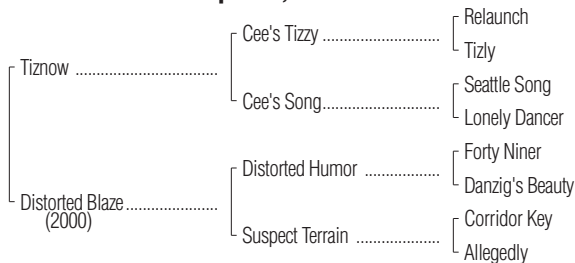 Relaunch
Cee's Tizzy ..........................
Tizly
Tiznow ................................
Seattle Song
Cee's Song..........................
Lonely Dancer
Forty Niner
Distorted Humor .................
Danzig's Beauty
Distorted Blaze.....................
(2000)
Corridor Key
Suspect Terrain ...................
Allegedly